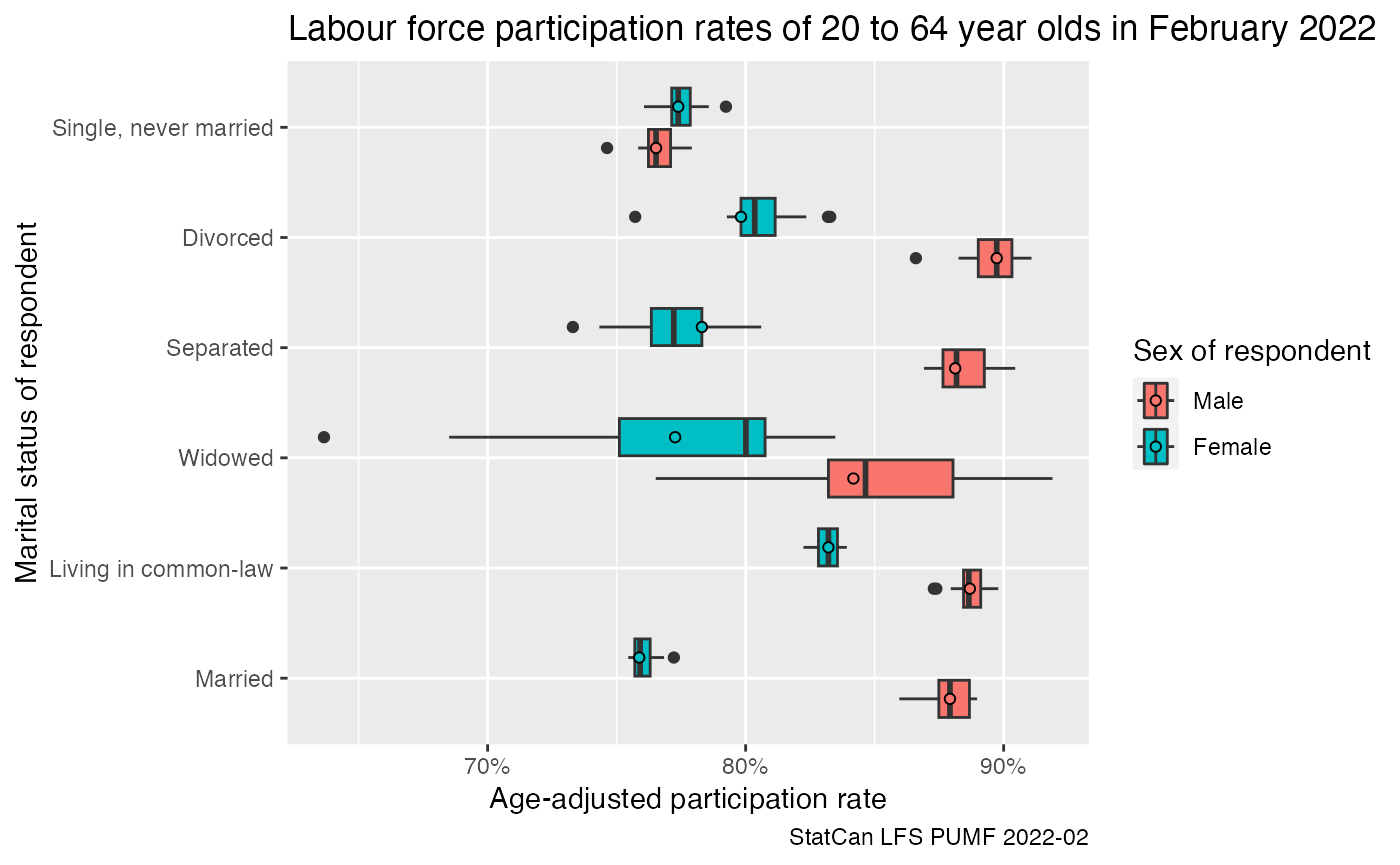 Labour force participation rates of 20 to 64 year olds in February 2022
Marital status of respondent
Single, never married
Divorced
Separated
Widowed
Living in common-law
Married
70%
80%
90%
Age-adjusted participation rate
StatCan LFS PUMF 2022-02
Sex of respondent
Male
Female